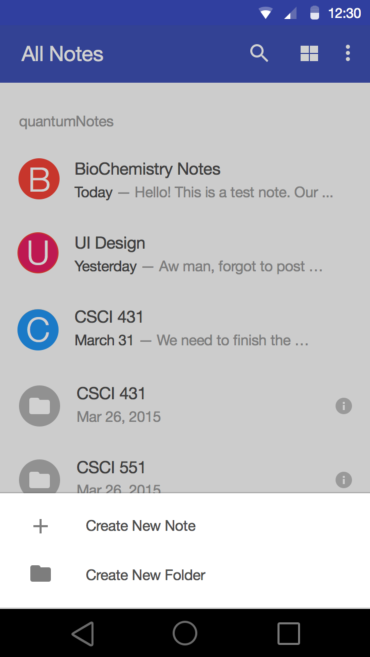 12:30
All Notes
quantumNotes
B
BioChemistry Notes
Today — Hello! This is a test note. Our ...
U
UI Design
Yesterday — Aw man, forgot to post ...
C
CSCI 431
March 31 — We need to finish the ...
CSCI 431
Mar 26, 2015
CSCI 551
Mar 26, 2015
Create New Note
Create New Folder